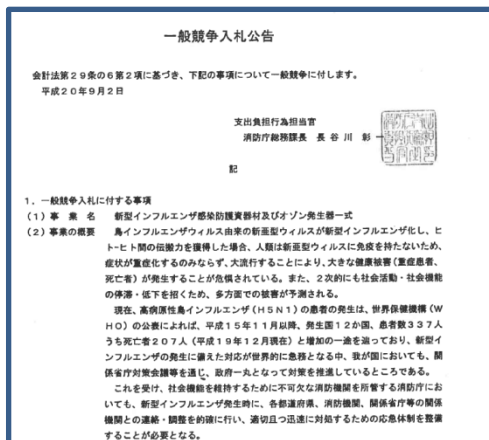 一般競争入札公告
会計法第29条の6第2項に基づき、下記の事項について一般競争に付します。
平成20年9月2日
支出負担行為担当官
消防庁総務課長 長谷川 彰一
記
1．一般競争入札に付する事項
（1）事 業 名 新型インフルエンザ感染防護資器材及びオゾン発生器一式
（2）事業の概要 鳥インフルエンザウィルス由来の新亜型ウィルスが新型インフルエンザ化し、ヒ
ト-ヒト間の伝搬力を獲得した場合、人類は新亜型ウィルスに免疫を持たないため、
症状が重症化するのみならず、大流行することにより、大きな健康被害（重症患者、
死亡者）が発生することが危惧されている。また、2次的にも社会活動・社会機能
の停滞・低下を招くため、多方面での被害が予測される。
現在、高病原性鳥インフルエンザ（H5N1）の患者の発生は、世界保健機構（W
HO）の公表によれば、平成15年11月以降、発生国12か国、患者数337人
うち死亡者207人（平成19年12月現在）と増加の一途を辿っており、新型イ
ンフルエンザの発生に備えた対応が世界的に急務となる中、我が国においても、関
係省庁対策会議等を通じ、政府一丸となって対策を推進しているところである。
これを受け、社会機能を維持するために不可欠な消防機関を所管する消防庁にお
いても、新型インフルエンザ発生時に、各都道府県、消防機関、関係省庁等の関係
機関との連絡・調整を的確に行い、適切且つ迅速に対処するための応急体制を整備
することが必要となる。